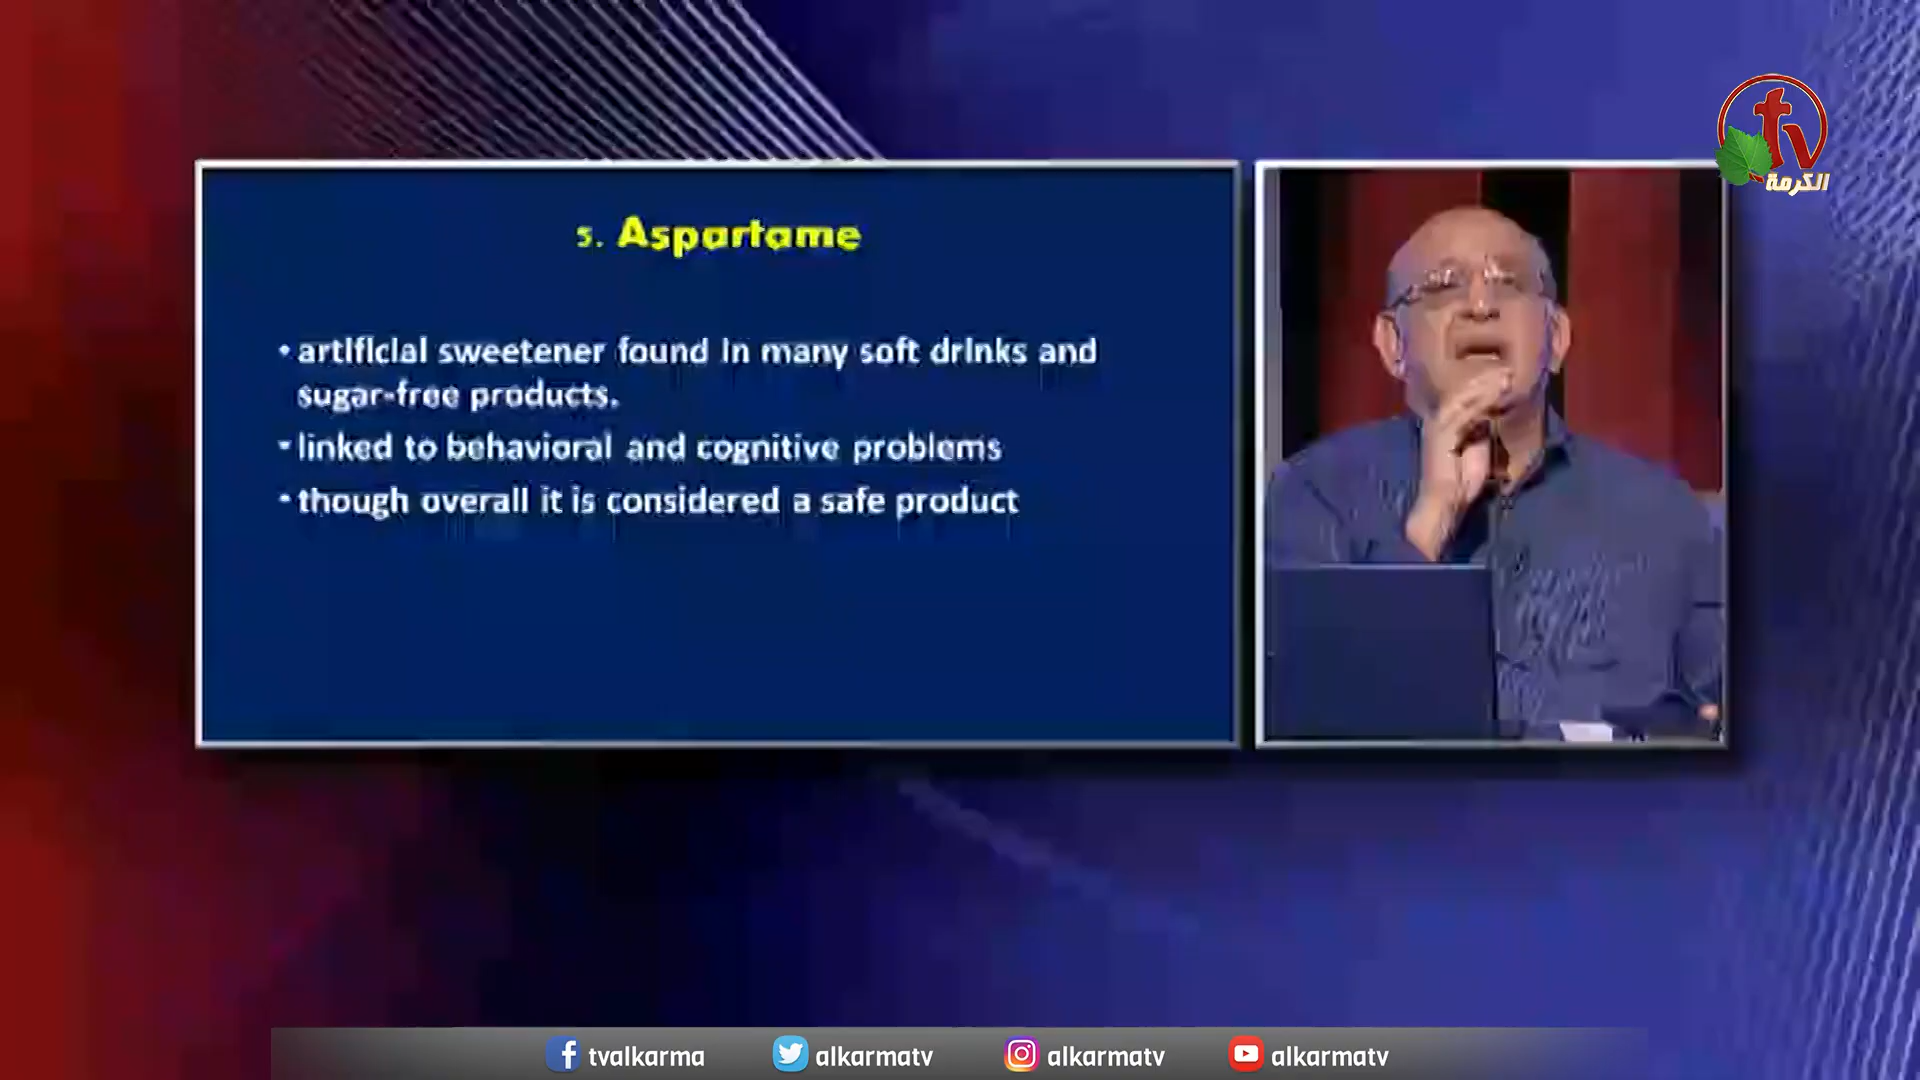 tv
الكرمة
5. Aspartame
• artificial sweetener found in many soft drinks and
sugar-free products.
• linked to behavioral and cognitive problems
• though overall it is considered a safe product
tvalkarma
alkarmatv
alkarmatv
alkarmatv